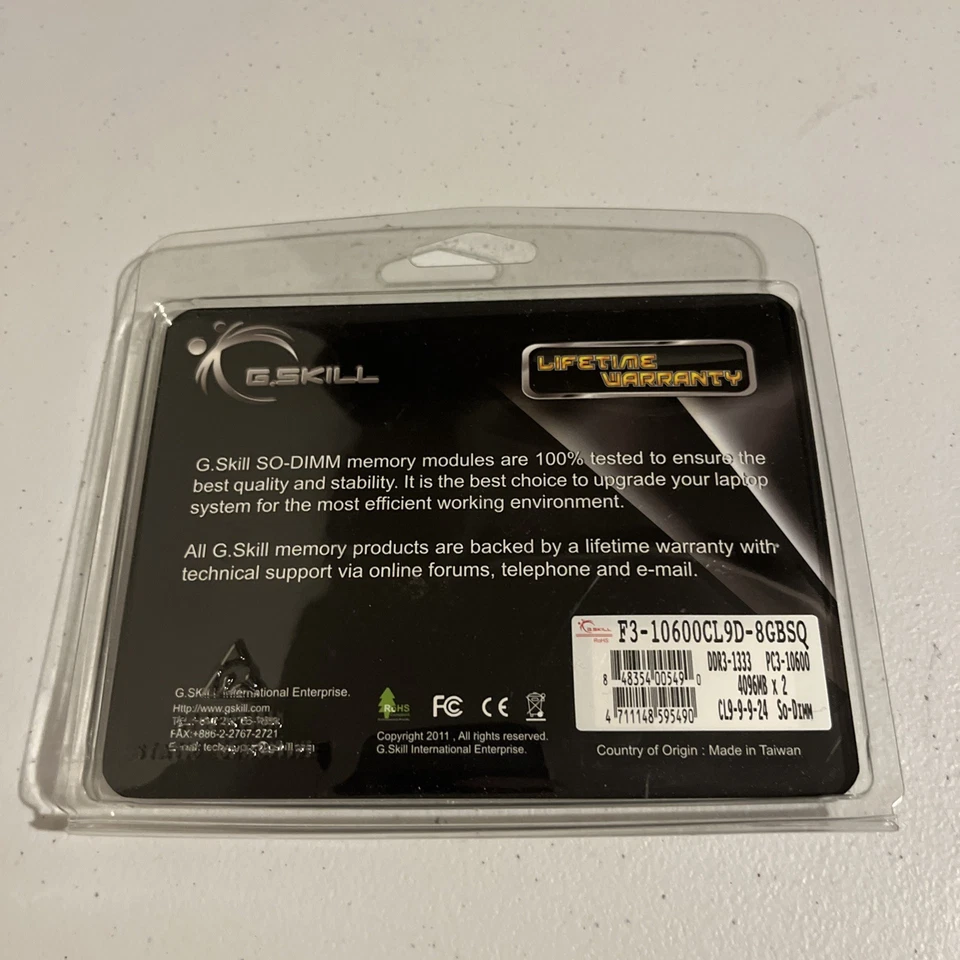 G.SKILL
LIFETIME
WARRANTY
G.Skill SO-DIMM memory modules are 100% tested to ensure the
best quality and stability. It is the best choice to upgrade your laptop
system for the most efficient working environment.
All G.Skill memory products are backed by a lifetime warranty with
technical support via online forums, telephone and e-mail.
G.SKILL
RoHS
F3-10600CL9D-8GBSQ
DDR3-1333 PC3-10600
4096MB x 2
CL9-9-9-24 So-DIMM
8 48354 00549 0
4 711148 595490
G.SKILL International Enterprise.
Http://www.gskill.com
FAX:+886-2-2767-2721
RoHS
FC CE
Copyright 2011 , All rights reserved.
G.Skill International Enterprise.
Country of Origin : Made in Taiwan